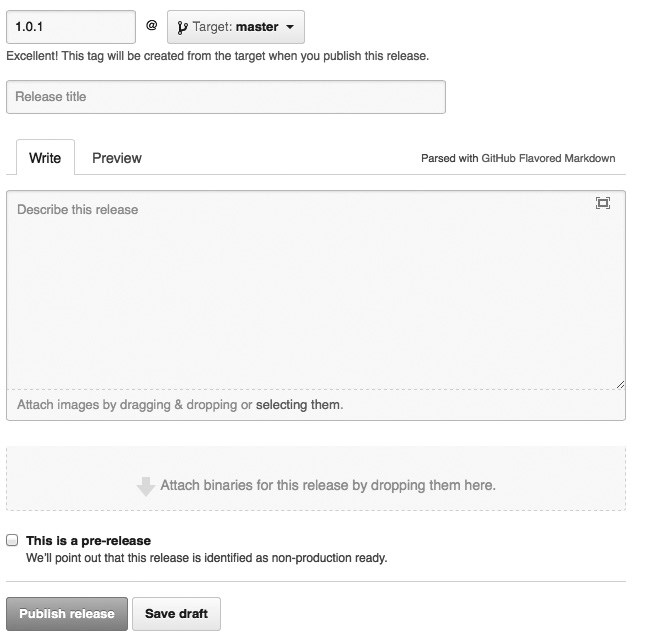 1.0.1 @ Target: master
Excellent! This tag will be created from the target when you publish this release.
Release title
Write Preview Parsed with GitHub Flavored Markdown
Describe this release
Attach images by dragging & dropping or selecting them.
Attach binaries for this release by dropping them here.
This is a pre-release
We'll point out that this release is identified as non-production ready.
Publish release Save draft